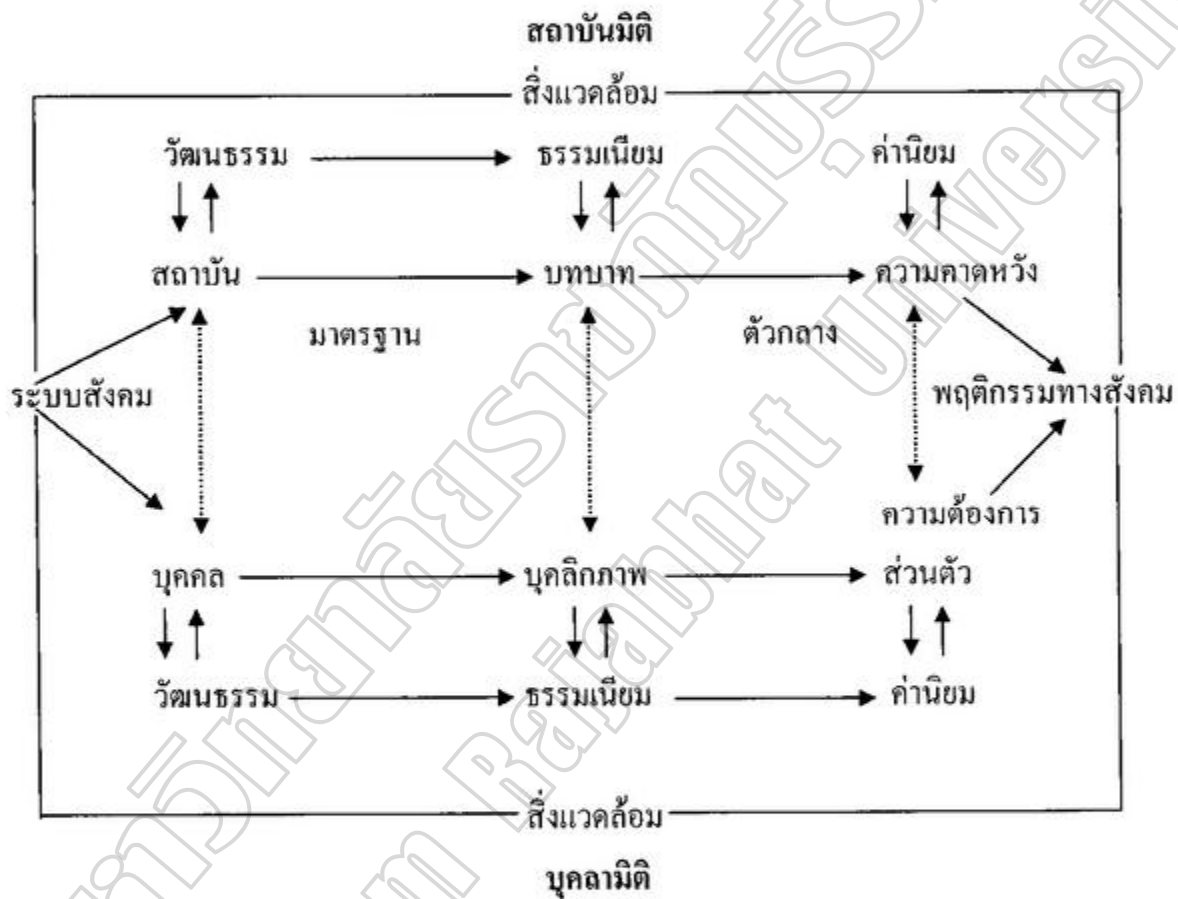 สถาบันมิติ
สิ่งแวดล้อม
วัฒนธรรม ธรรมเนียม ค่านิยม
สถาบัน บทบาท ความคาดหวัง
มาตรฐาน ตัวกลาง
ระบบสังคม พฤติกรรมทางสังคม
ความต้องการ
บุคคล บุคลิกภาพ ส่วนตัว
วัฒนธรรม ธรรมเนียม ค่านิยม
สิ่งแวดล้อม
บุคลามิติ
Rajabhat Universi